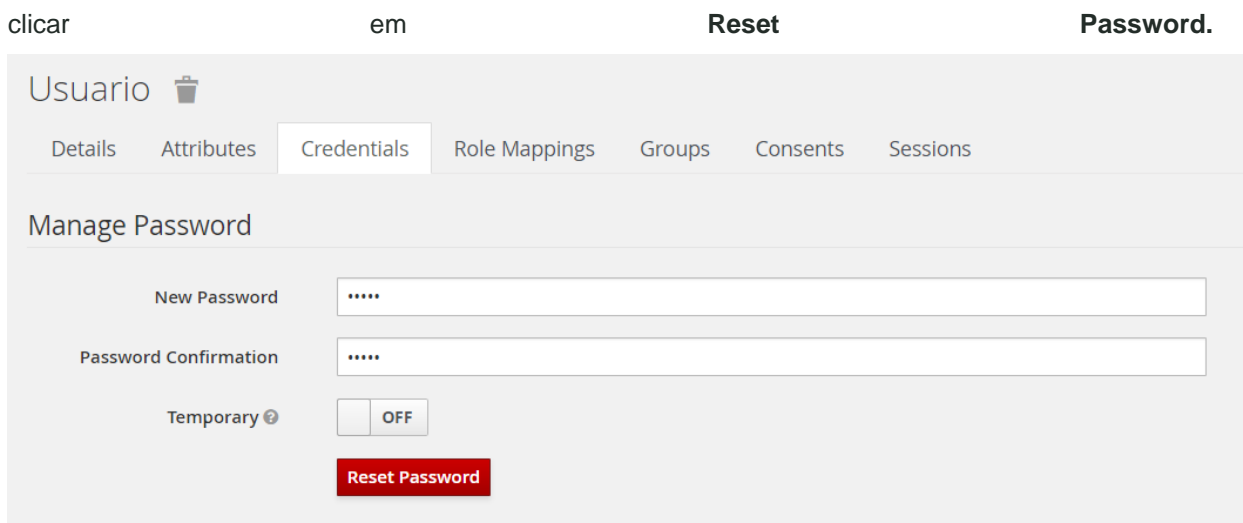 clicar em Reset Password.
Usuario
Details Attributes Credentials Role Mappings Groups Consents Sessions
Manage Password
New Password •••••
Password Confirmation •••••
Temporary OFF
Reset Password